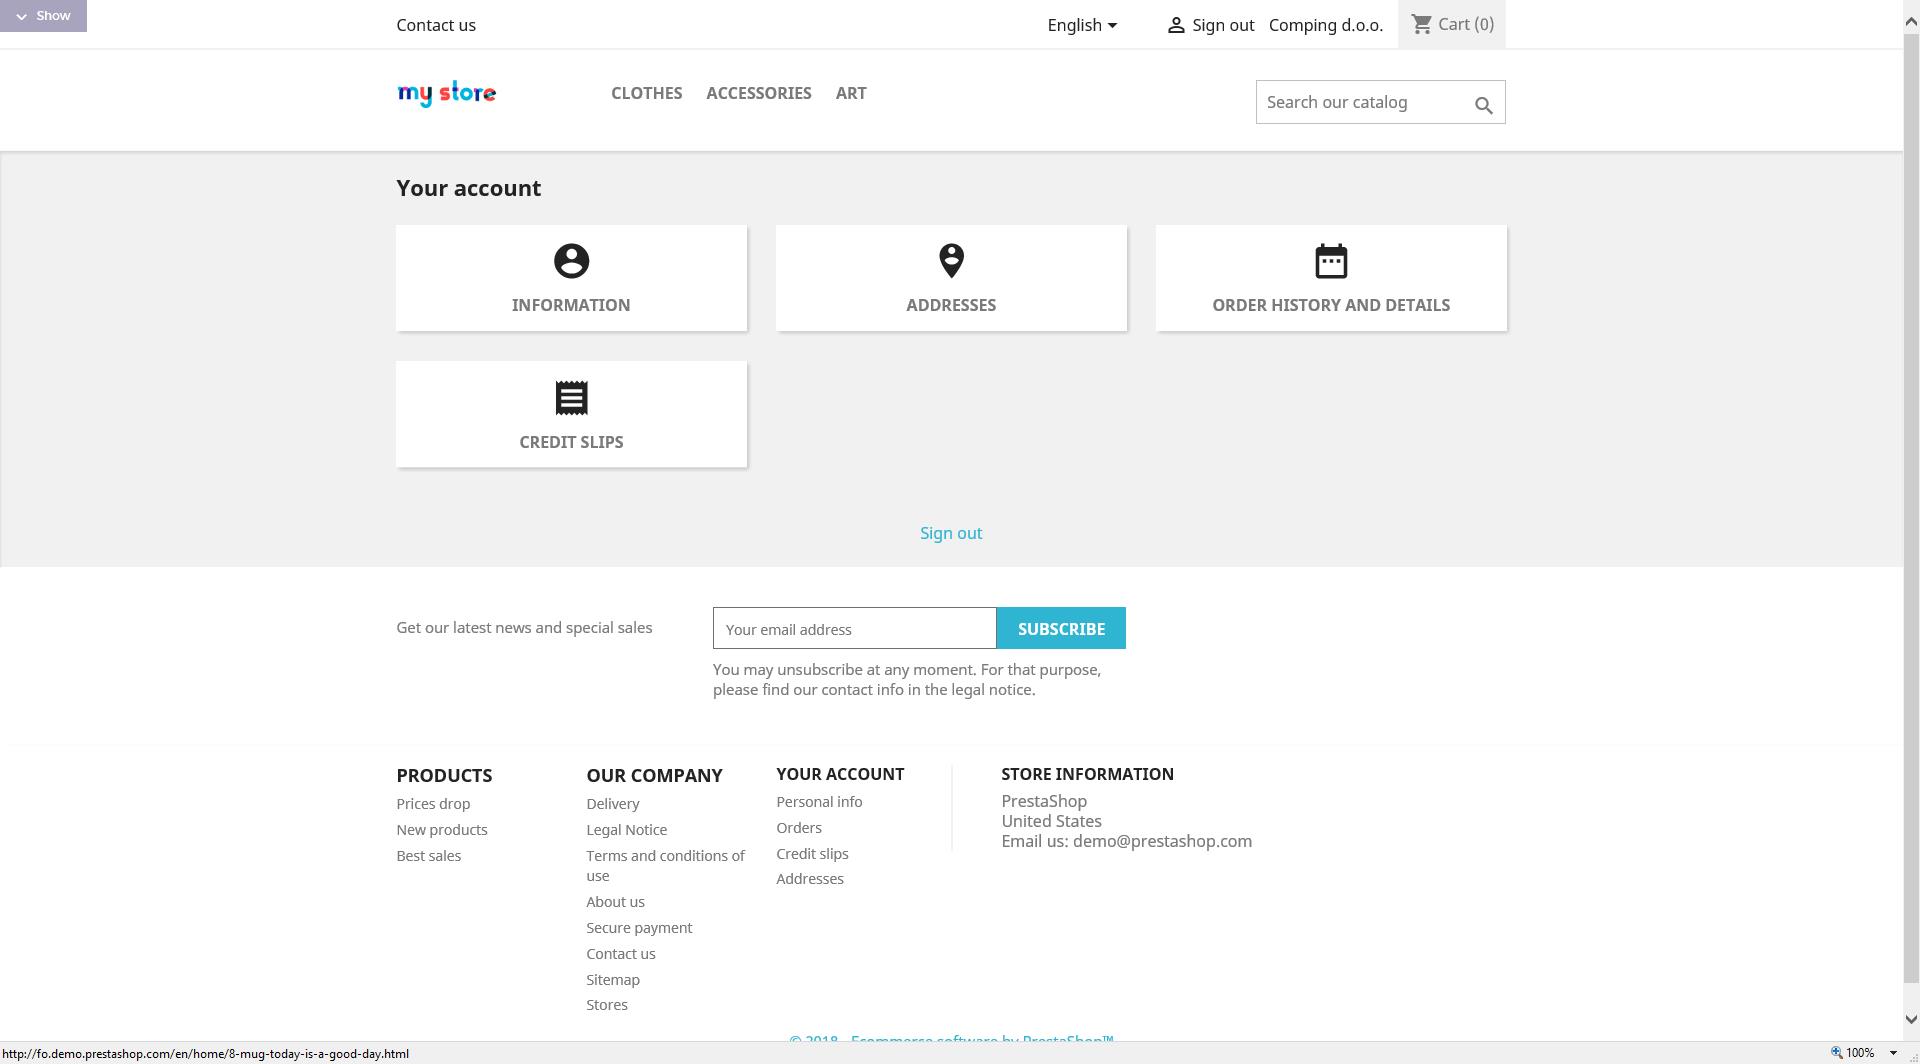 Show
Contact us
English
Sign out
Comping d.o.o.
Cart (0)
my store
CLOTHES
ACCESSORIES
ART
Search our catalog
Your account
INFORMATION
ADDRESSES
ORDER HISTORY AND DETAILS
CREDIT SLIPS
Sign out
Get our latest news and special sales
Your email address
SUBSCRIBE
You may unsubscribe at any moment. For that purpose,
please find our contact info in the legal notice.
PRODUCTS
Prices drop
New products
Best sales
OUR COMPANY
Delivery
Legal Notice
Terms and conditions of
use
About us
Secure payment
Contact us
Sitemap
Stores
YOUR ACCOUNT
Personal info
Orders
Credit slips
Addresses
STORE INFORMATION
PrestaShop
United States
Email us: demo@prestashop.com
© 2018 - Ecommerce software by PrestaShop™
http://fo.demo.prestashop.com/en/home/8-mug-today-is-a-good-day.html
100%